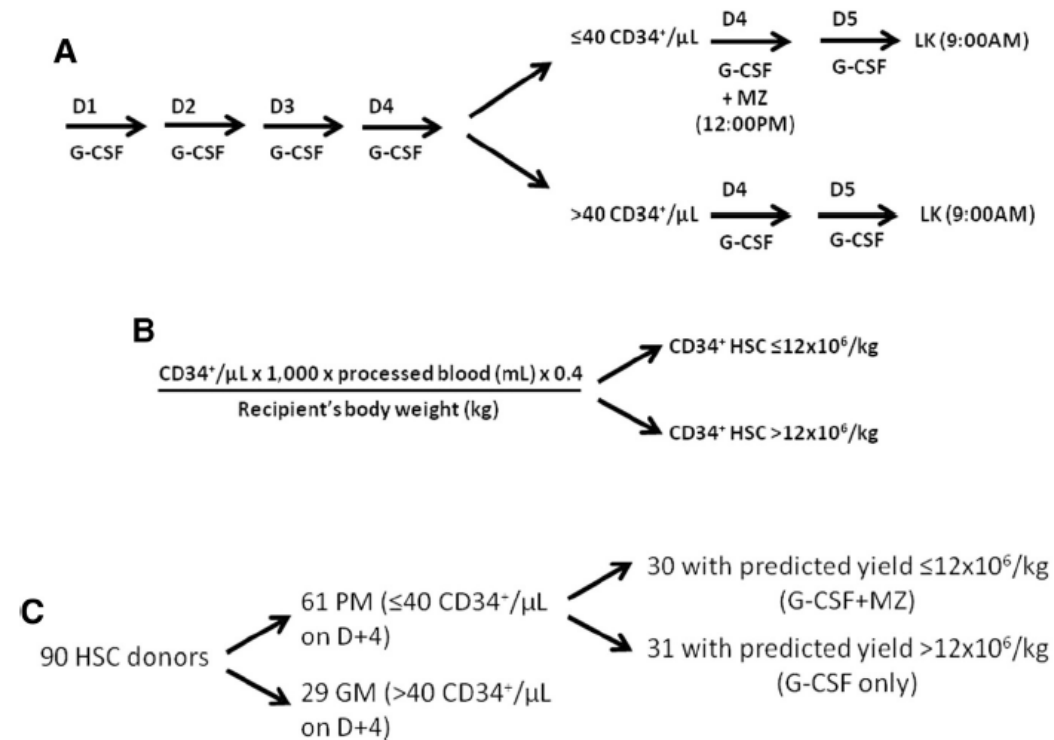 A
D1
G-CSF
D2
G-CSF
D3
G-CSF
D4
G-CSF
≤40 CD34⁺/µL
D4
G-CSF
+ MZ
(12:00PM)
D5
G-CSF
LK (9:00AM)
>40 CD34⁺/µL
D4
G-CSF
D5
G-CSF
LK (9:00AM)
B
CD34⁺/µL x 1,000 x processed blood (mL) x 0.4
Recipient's body weight (kg)
CD34⁺ HSC ≤12x10⁶/kg
CD34⁺ HSC >12x10⁶/kg
C
90 HSC donors
61 PM (≤40 CD34⁺/µL
on D+4)
29 GM (>40 CD34⁺/µL
on D+4)
30 with predicted yield ≤12x10⁶/kg
(G-CSF+MZ)
31 with predicted yield >12x10⁶/kg
(G-CSF only)